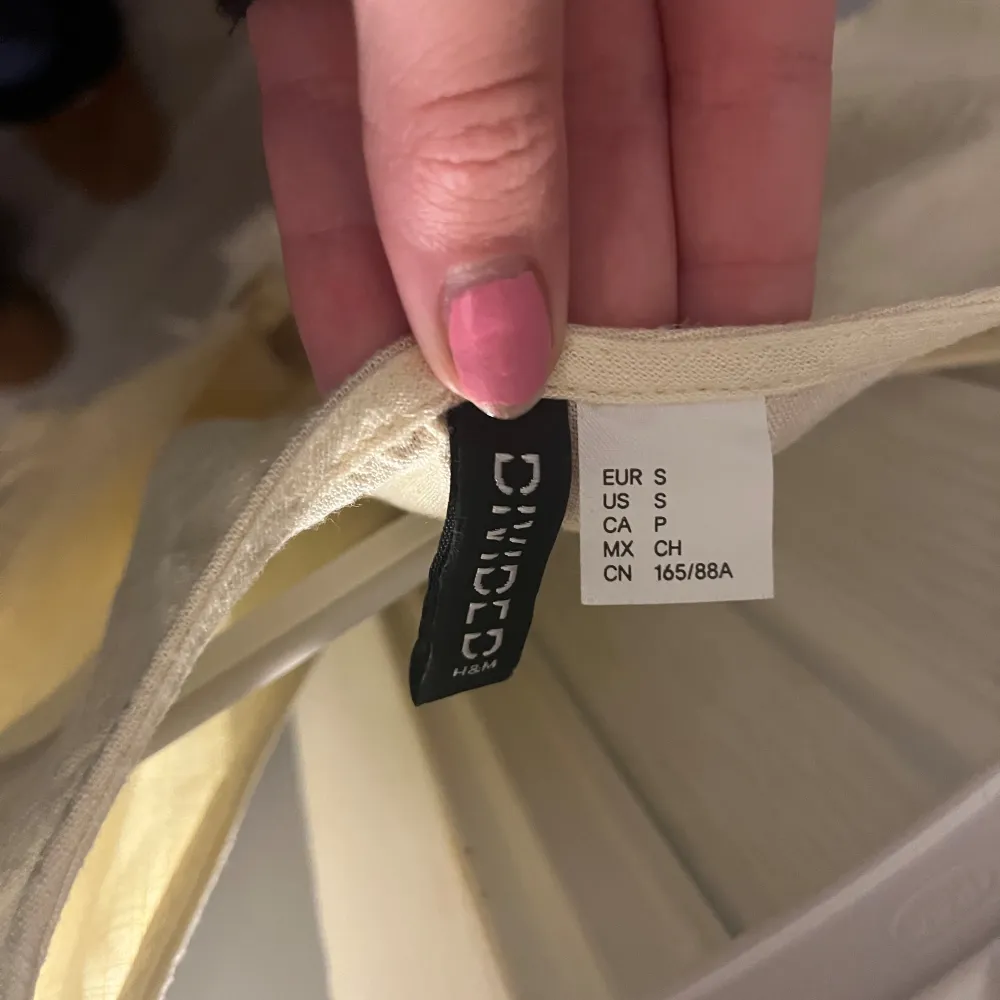 DIVIDED
H&M
EUR S
US S
CA P
MX CH
CN 165/88A